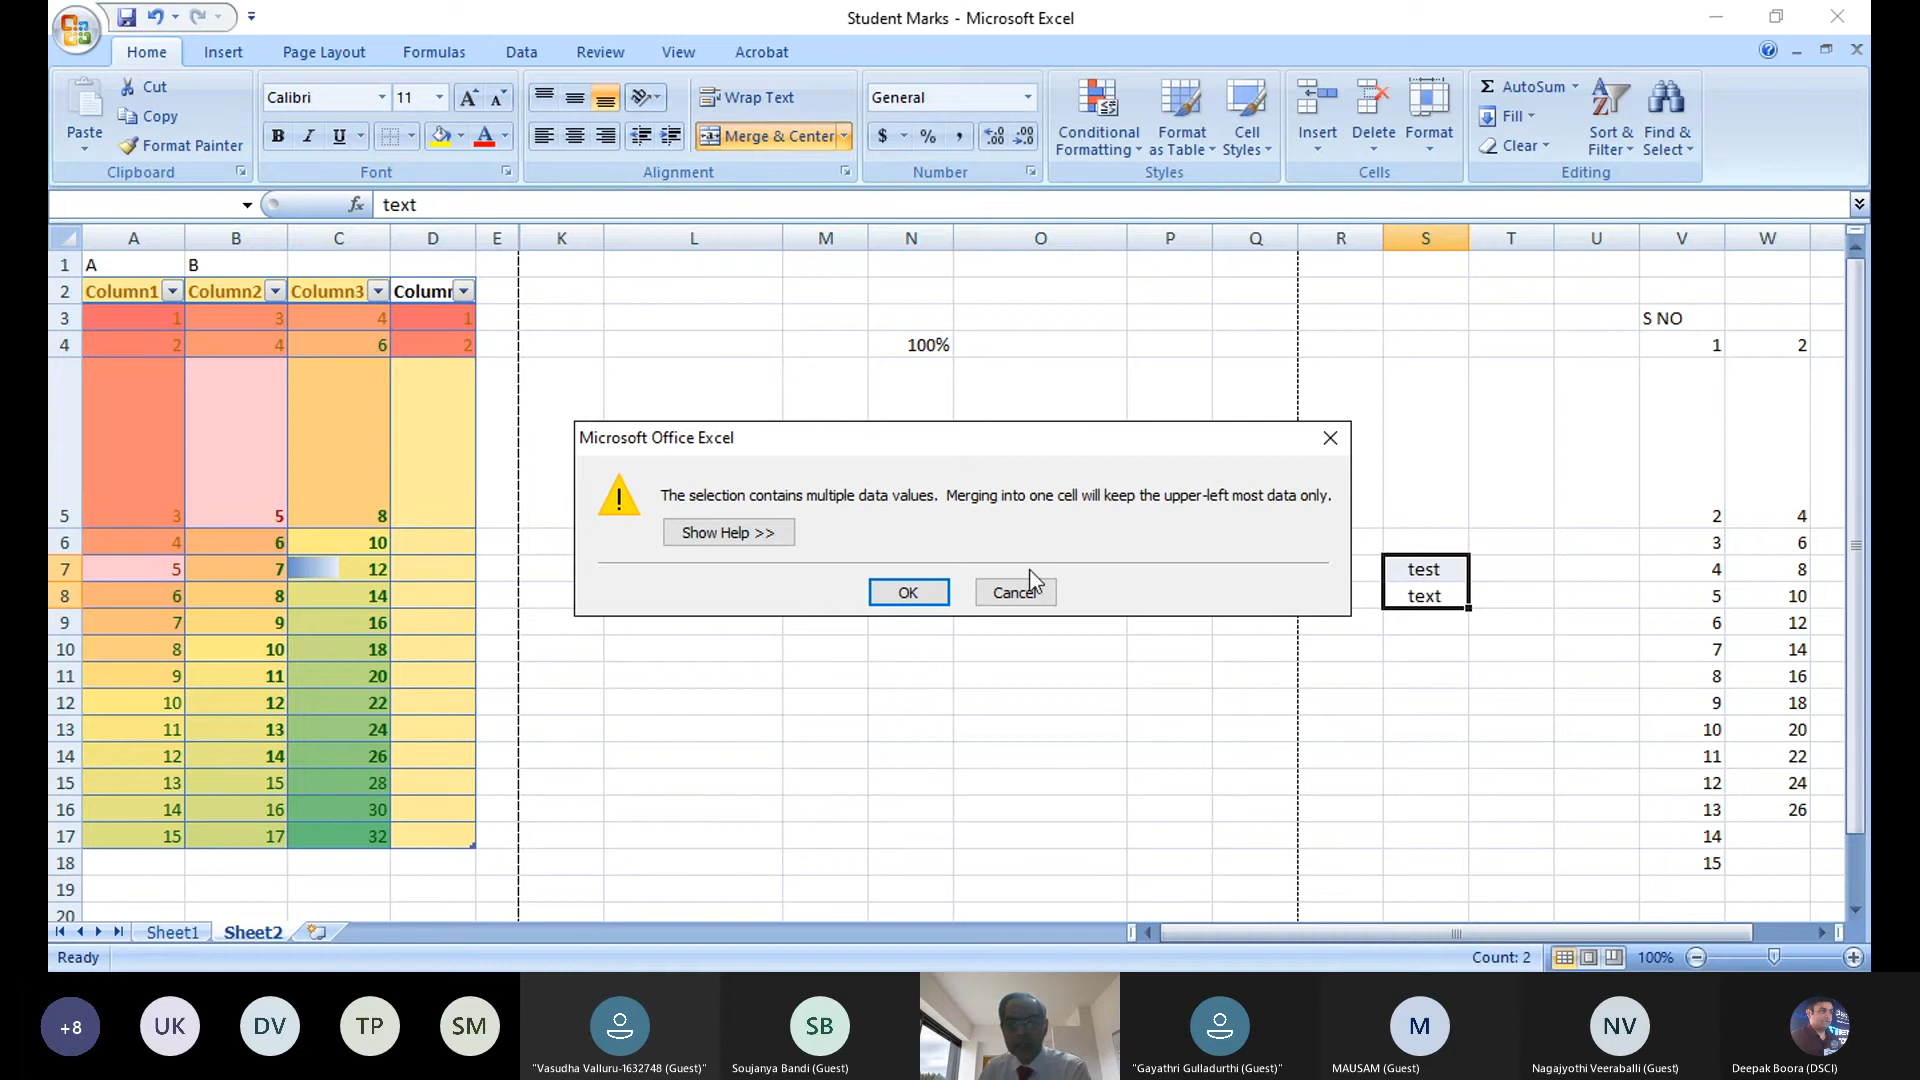 Student Marks - Microsoft Excel
Home Insert Page Layout Formulas Data Review View Acrobat
Paste
Cut
Copy
Format Painter
Clipboard
Calibri 11
B I U
Font
Wrap Text
Merge & Center
Alignment
General
$ % ,
Number
Conditional Formatting
Format as Table
Cell Styles
Styles
Insert Delete Format
Cells
AutoSum
Fill
Clear
Sort & Filter
Find & Select
Editing
fx text
A B C D E K L M N O P Q R S T U V W
1 A B
2 Column1 Column2 Column3 Column
3 1 3 4 1 S NO
4 2 4 6 2 100% 1 2
5 3 5 8 2 4
6 4 6 10 3 6
7 5 7 12 test 4 8
8 6 8 14 text 5 10
9 7 9 16 6 12
10 8 10 18 7 14
11 9 11 20 8 16
12 10 12 22 9 18
13 11 13 24 10 20
14 12 14 26 11 22
15 13 15 28 12 24
16 14 16 30 13 26
17 15 17 32 14
18 15
19
20
Microsoft Office Excel
The selection contains multiple data values. Merging into one cell will keep the upper-left most data only.
Show Help >>
OK Cancel
Sheet1 Sheet2
Ready Count: 2 100%
+8 UK DV TP SM SB M NV
"Vasudha Valluru-1632748 (Guest)" Soujanya Bandi (Guest) "Gayathri Gulladurthi (Guest)" MAUSAM (Guest) Nagajyothi Veeraballi (Guest) Deepak Boora (DSCI)